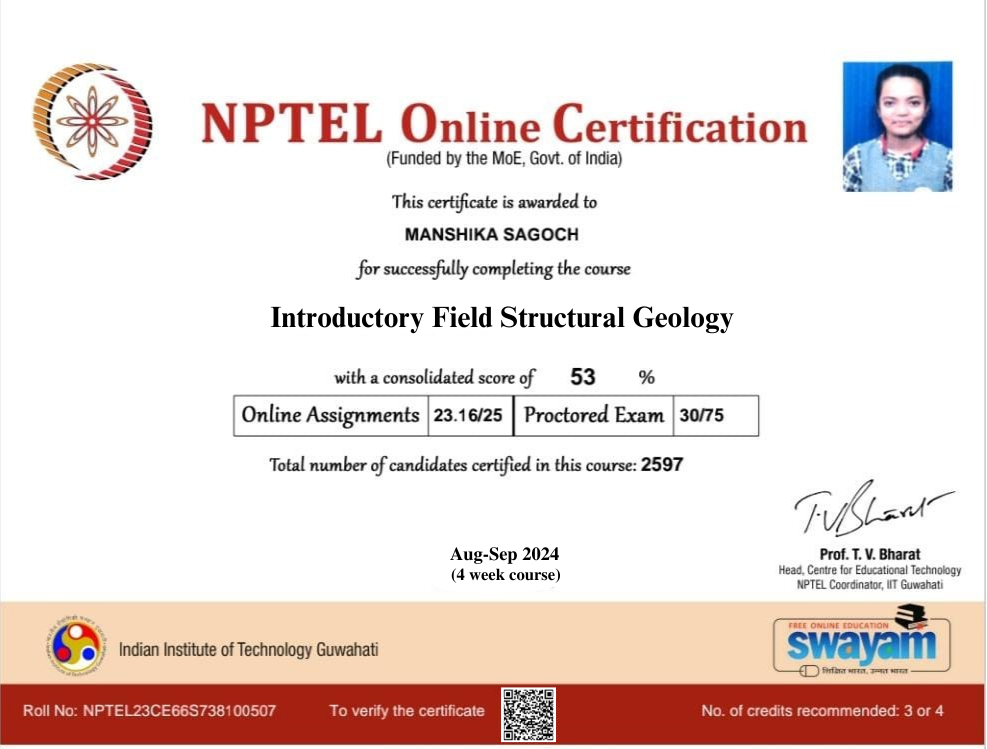 NPTEL Online Certification
(Funded by the MoE, Govt. of India)
This certificate is awarded to
MANSHIKA SAGOCH
for successfully completing the course
Introductory Field Structural Geology
with a consolidated score of 53 %
Online Assignments 23.16/25 Proctored Exam 30/75
Total number of candidates certified in this course: 2597
T.V Bharat
Aug-Sep 2024
(4 week course)
Prof. T. V. Bharat
Head, Centre for Educational Technology
NPTEL Coordinator, IIT Guwahati
Indian Institute of Technology Guwahati
FREE ONLINE EDUCATION
swayam
शिक्षित भारत, उन्नत भारत
Roll No: NPTEL23CE66S738100507 To verify the certificate No. of credits recommended: 3 or 4